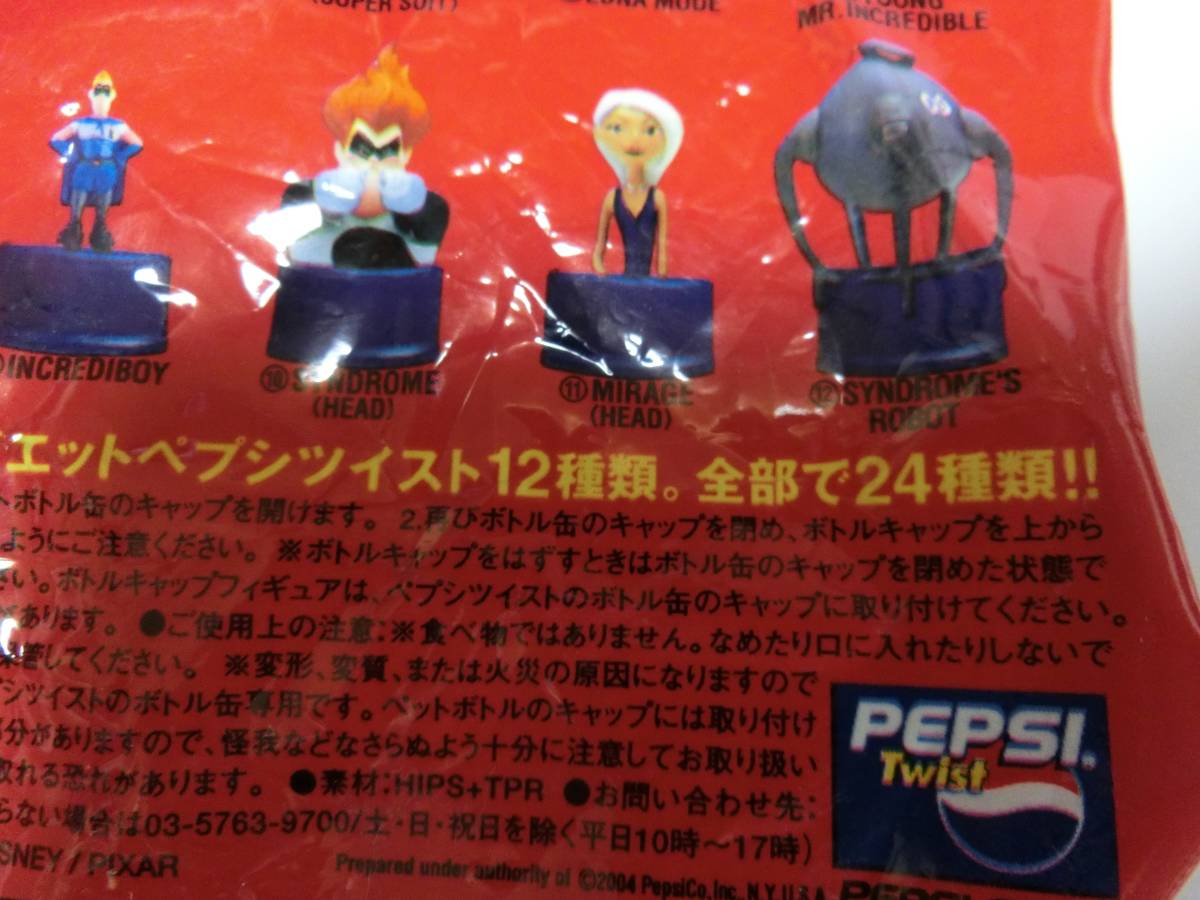 (SUPER SUIT)
EDNA MODE
YOUNG
MR. INCREDIBLE
09
INCREDIBOY
⑩ SYNDROME
(HEAD)
⑪ MIRAGE
(HEAD)
⑫ SYNDROME'S
ROBOT
エットペプシツイスト12種類。全部で24種類!!
トボトル缶のキャップを開けます。 2.再びボトル缶のキャップを閉め、ボトルキャップを上から
ようにご注意ください。 ※ボトルキャップをはずすときはボトル缶のキャップを閉めた状態で
さい。ボトルキャップフィギュアは、ペプシツイストのボトル缶のキャップに取り付けてください。
があります。 ●ご使用上の注意:※食べ物ではありません。なめたり口に入れたりしないで
管してください。 ※変形、変質、または火災の原因になりますので
シツイストのボトル缶専用です。ペットボトルのキャップには取り付け
分がありますので、怪我などなさらぬよう十分に注意してお取り扱い
取れる恐れがあります。 ●素材:HIPS+TPR ●お問い合わせ先:
らない場合は03-5763-9700/土・日・祝日を除く平日10時〜17時)
SNEY / PIXAR
Prepared under authority of ©2004 PepsiCo, Inc., N.Y. U.S.A.
PEPSI®
Twist
PEPSI